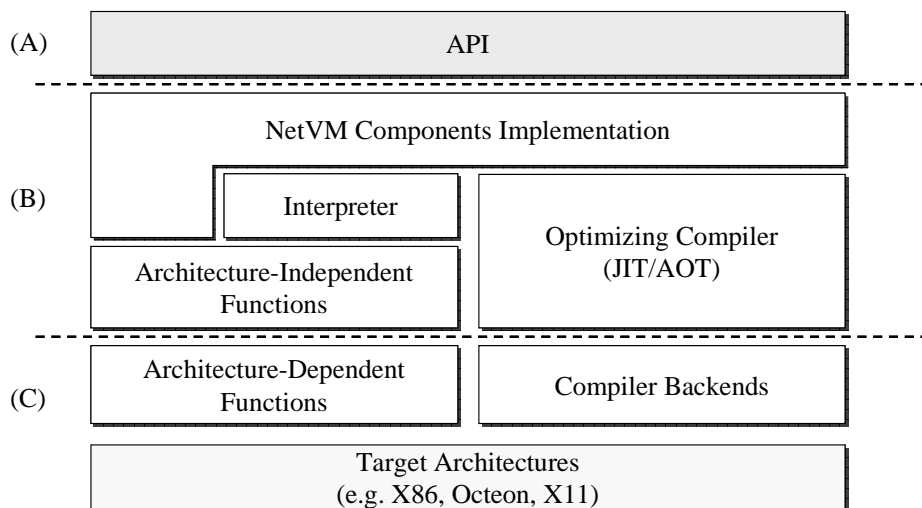 (A)
API
NetVM Components Implementation
(B)
Interpreter
Optimizing Compiler
(JIT/AOT)
Architecture-Independent
Functions
(C)
Architecture-Dependent
Functions
Compiler Backends
Target Architectures
(e.g. X86, Octeon, X11)